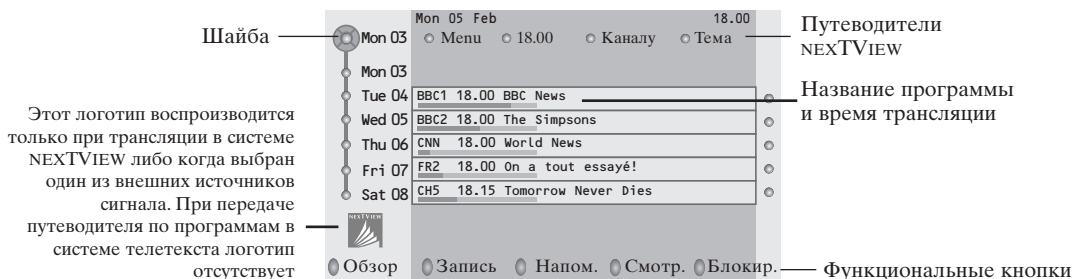 Mon 05 Feb 18.00
Шайба
Mon 03
Menu 18.00 Каналу Тема
Путеводители
NEXTVIEW
Mon 03
Tue 04
BBC1 18.00 BBC News
Название программы
и время трансляции
Wed 05
BBC2 18.00 The Simpsons
Thu 06
CNN 18.00 World News
Fri 07
FR2 18.00 On a tout essayé!
Sat 08
CH5 18.15 Tomorrow Never Dies
Этот логотип воспроизводится
только при трансляции в системе
NEXTVIEW либо когда выбран
один из внешних источников
сигнала. При передаче
путеводителя по программам в
системе телетекста логотип
отсутствует
NEXTVIEW
Обзор Запись Напом. Смотр. Блокир.
Функциональные кнопки